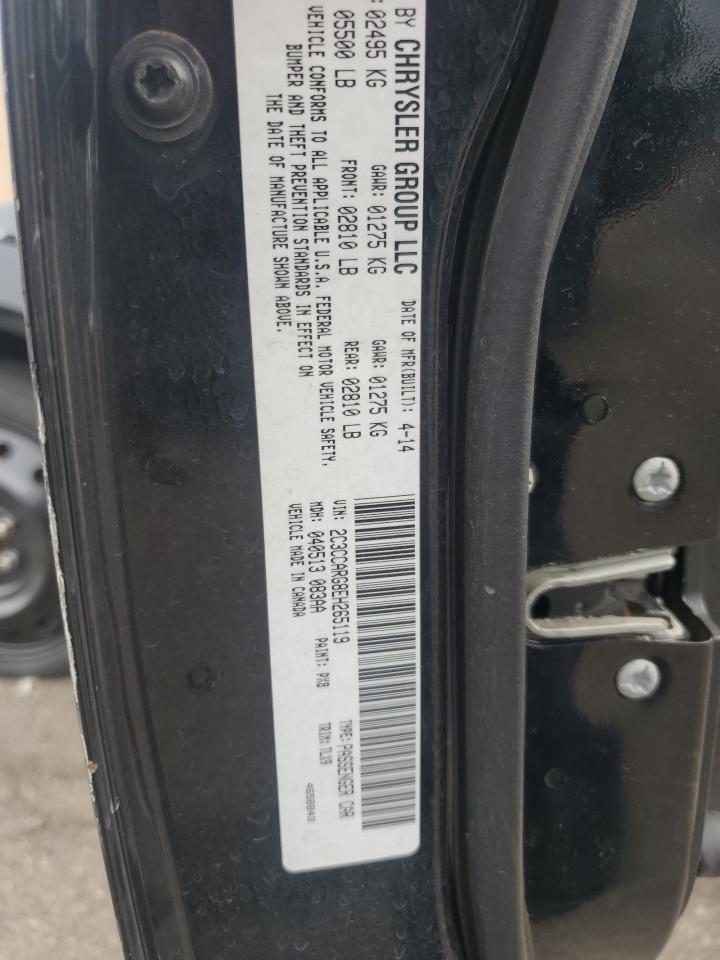 BY CHRYSLER GROUP LLC DATE OF MFR(BUILT): 4-14
: 02495 KG GAWR: 01275 KG GAWR: 01275 KG
05500 LB FRONT: 02810 LB REAR: 02810 LB
VEHICLE CONFORMS TO ALL APPLICABLE U.S.A. FEDERAL MOTOR VEHICLE SAFETY,
BUMPER AND THEFT PREVENTION STANDARDS IN EFFECT ON
THE DATE OF MANUFACTURE SHOWN ABOVE.
VIN: 2C3CCARG8EH265119 TYPE: PASSENGER CAR
MDH: 040513 083AA PAINT: PX8 TRIM: TLX9
VEHICLE MADE IN CANADA 4658843